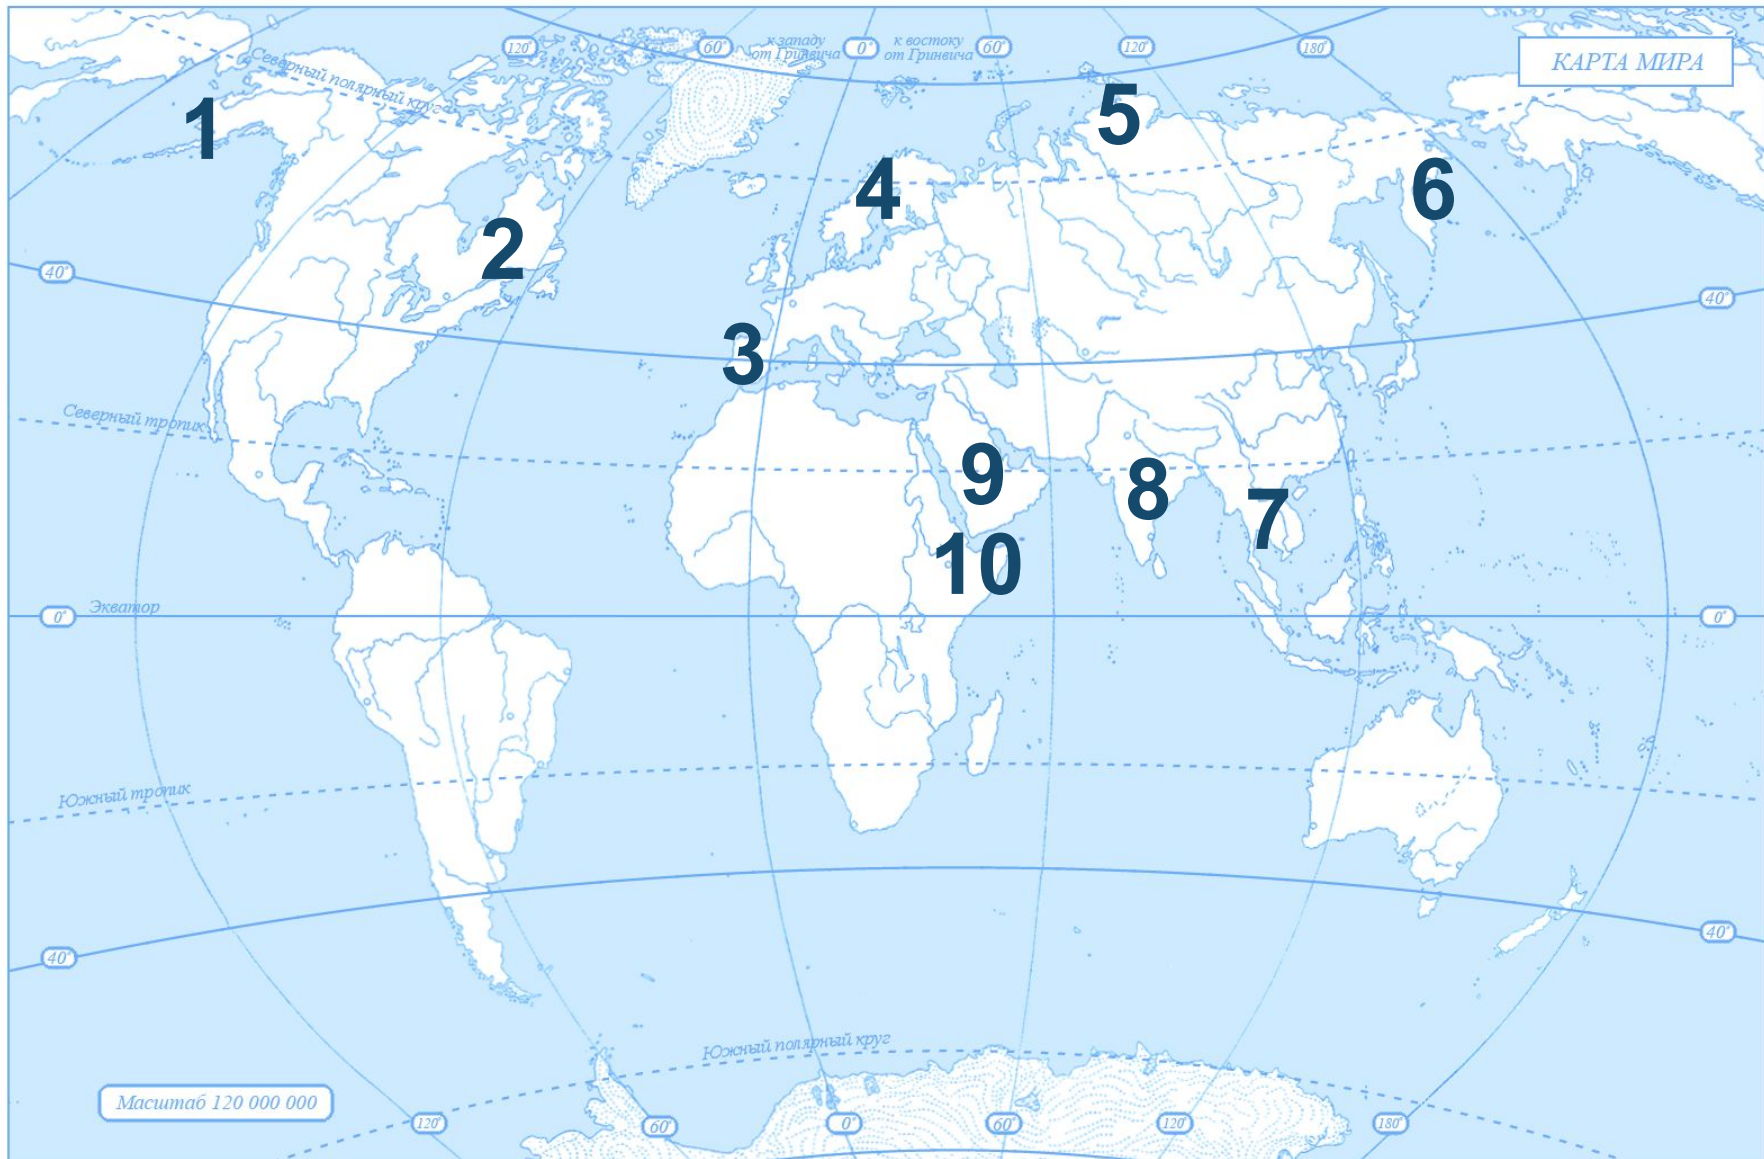 120°
60°
к западу
от Гринвича
0°
к востоку
от Гринвича
60°
120°
180°
КАРТА МИРА
Северный полярный круг
1
5
4
6
2
40°
40°
3
Северный тропик
9
8
7
10
0°
Экватор
0°
Южный тропик
40°
40°
Южный полярный круг
Масштаб 120 000 000
120°
60°
0°
60°
120°
180°